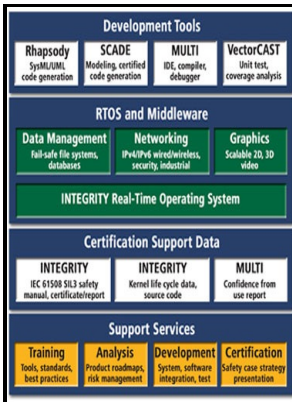 Development Tools
Rhapsody
SysML/UML
code generation
SCADE
Modeling, certified
code generation
MULTI
IDE, compiler,
debugger
VectorCAST
Unit test,
coverage analysis
RTOS and Middleware
Data Management
Fail-safe file systems,
databases
Networking
IPv4/IPv6 wired/wireless,
security, industrial
Graphics
Scalable 2D, 3D
video
INTEGRITY Real-Time Operating System
Certification Support Data
INTEGRITY
IEC 61508 SIL3 safety
manual, certificate/report
INTEGRITY
Kernel life cycle data,
source code
MULTI
Confidence from
use report
Support Services
Training
Tools, standards,
best practices
Analysis
Product roadmaps,
risk management
Development
System, software
integration, test
Certification
Safety case strategy
presentation